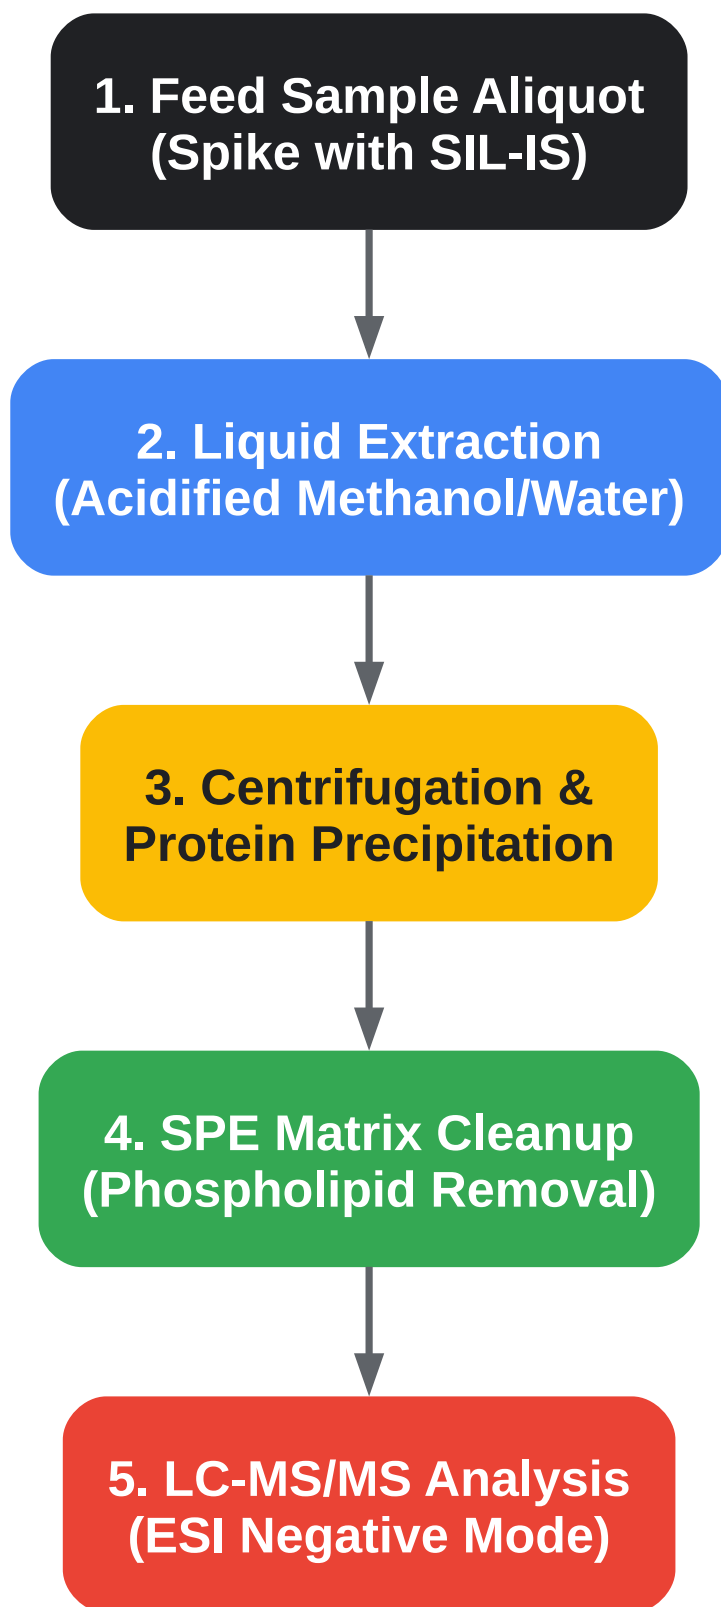 1. Feed Sample Aliquot
(Spike with SIL-IS)
2. Liquid Extraction
(Acidified Methanol/Water)
3. Centrifugation &
Protein Precipitation
4. SPE Matrix Cleanup
(Phospholipid Removal)
5. LC-MS/MS Analysis
(ESI Negative Mode)